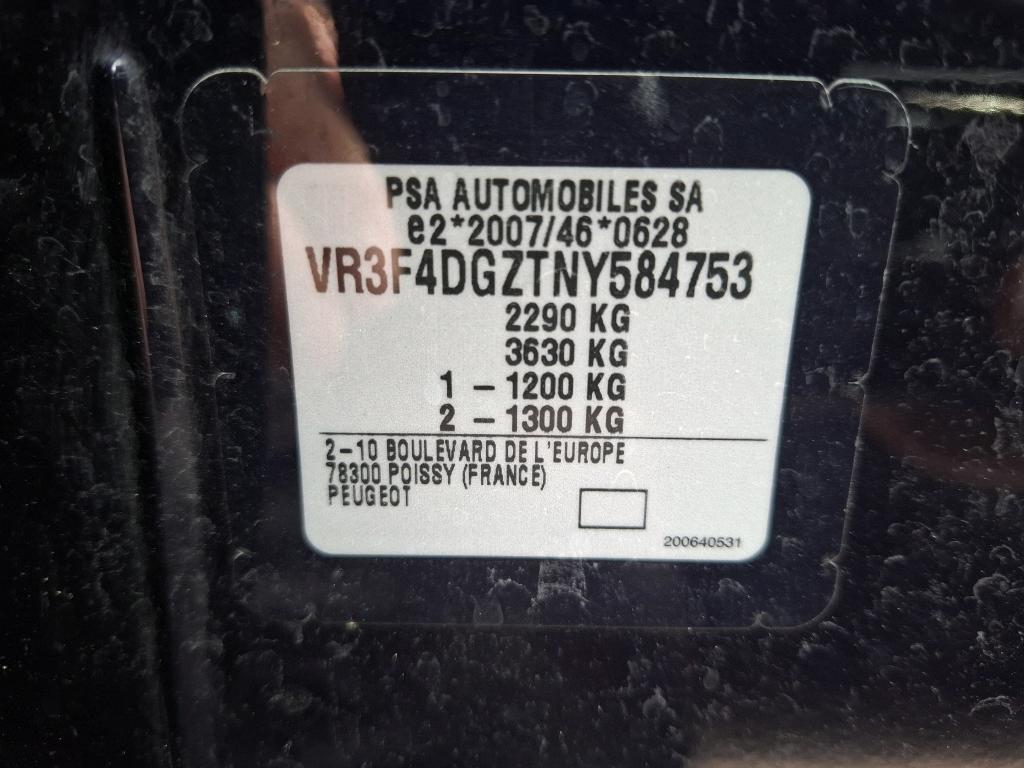 PSA AUTOMOBILES SA
e2*2007/46*0628
VR3F4DGZTNY584753
2290 KG
3630 KG
1 - 1200 KG
2 - 1300 KG
2-10 BOULEVARD DE L'EUROPE
78300 POISSY (FRANCE)
PEUGEOT
200640531